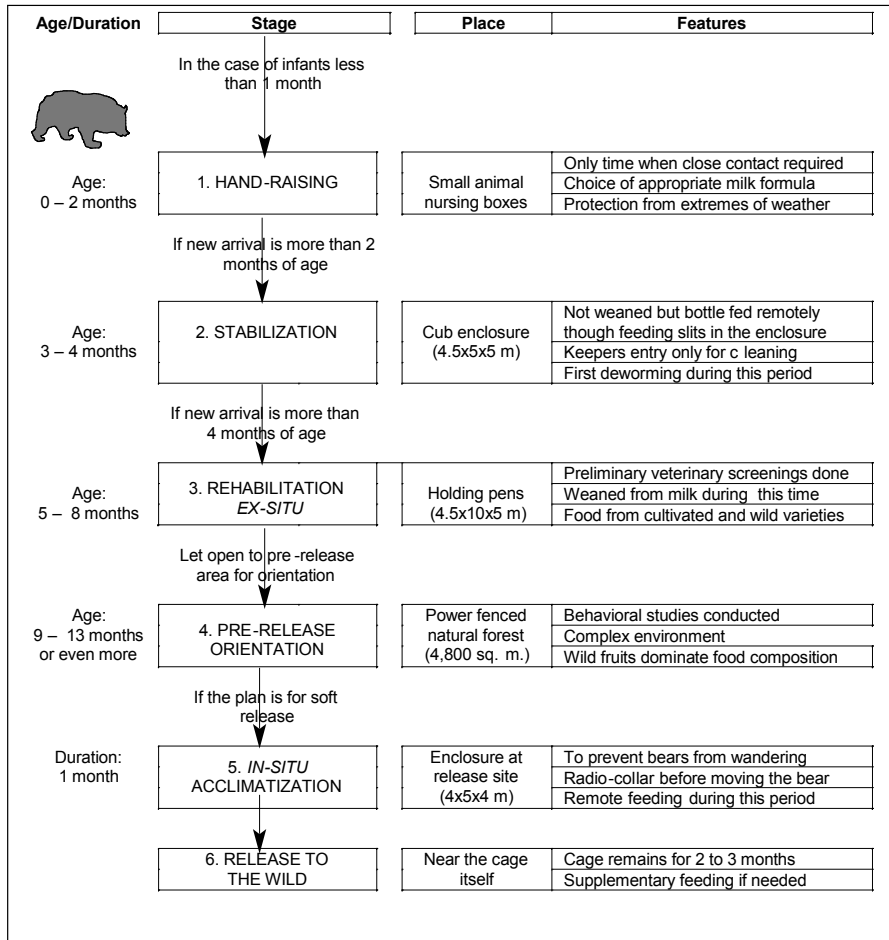 Age/Duration Stage Place Features
In the case of infants less
than 1 month
Age:
0 – 2 months
1. HAND-RAISING
Small animal
nursing boxes
Only time when close contact required
Choice of appropriate milk formula
Protection from extremes of weather
If new arrival is more than 2
months of age
Age:
3 – 4 months
2. STABILIZATION
Cub enclosure
(4.5x5x5 m)
Not weaned but bottle fed remotely
though feeding slits in the enclosure
Keepers entry only for c leaning
First deworming during this period
If new arrival is more than
4 months of age
Age:
5 – 8 months
3. REHABILITATION
EX-SITU
Holding pens
(4.5x10x5 m)
Preliminary veterinary screenings done
Weaned from milk during this time
Food from cultivated and wild varieties
Let open to pre -release
area for orientation
Age:
9 – 13 months
or even more
4. PRE-RELEASE
ORIENTATION
Power fenced
natural forest
(4,800 sq. m.)
Behavioral studies conducted
Complex environment
Wild fruits dominate food composition
If the plan is for soft
release
Duration:
1 month
5. IN-SITU
ACCLIMATIZATION
Enclosure at
release site
(4x5x4 m)
To prevent bears from wandering
Radio-collar before moving the bear
Remote feeding during this period
6. RELEASE TO
THE WILD
Near the cage
itself
Cage remains for 2 to 3 months
Supplementary feeding if needed